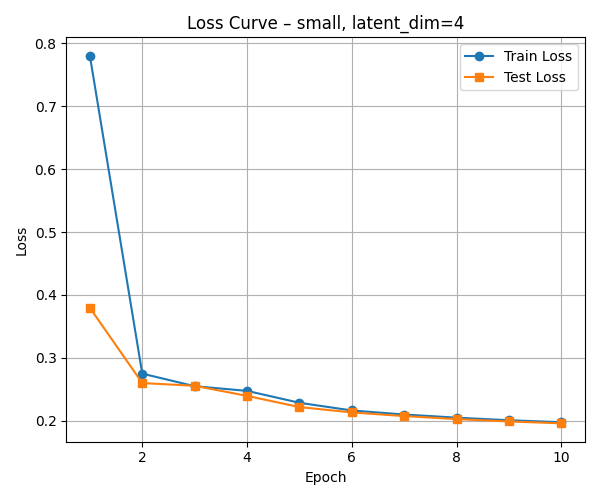 Loss Curve – small, latent_dim=4
Train Loss
Test Loss
0.8
0.7
0.6
0.5
0.4
0.3
0.2
Loss
2 4 6 8 10
Epoch